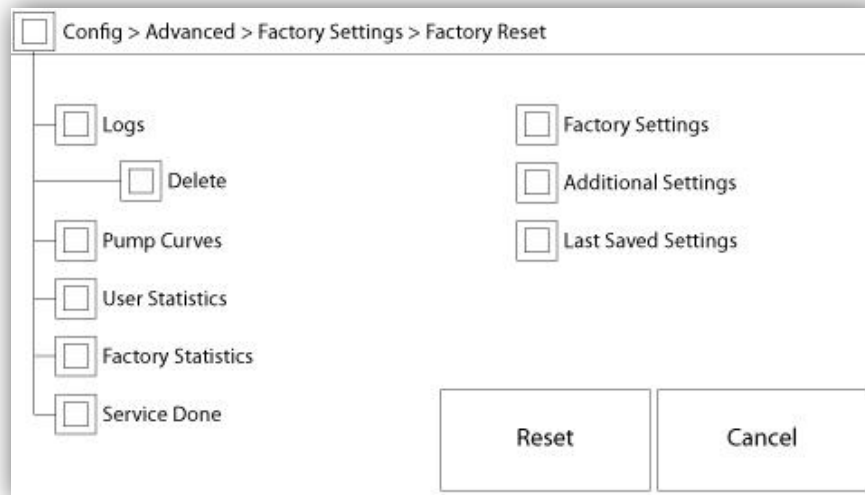 Config > Advanced > Factory Settings > Factory Reset
Logs
Delete
Pump Curves
User Statistics
Factory Statistics
Service Done
Factory Settings
Additional Settings
Last Saved Settings
Reset
Cancel